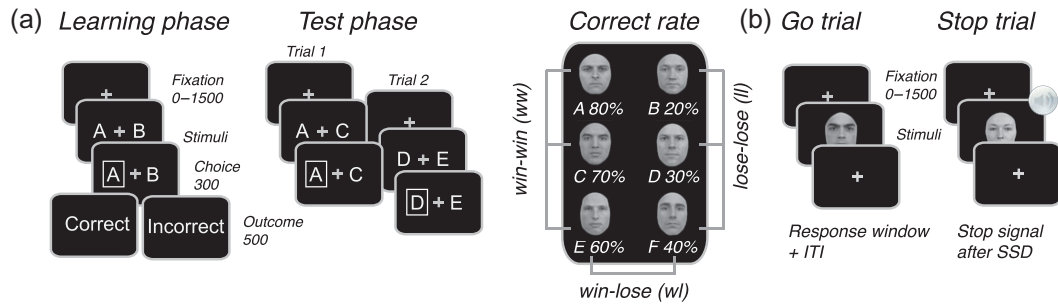 (a) Learning phase
Test phase
Correct rate
(b) Go trial
Stop trial
+
A + B
A + B
Correct
Incorrect
Fixation
0–1500
Stimuli
Choice
300
Outcome
500
Trial 1
+
A + C
A + C
Trial 2
+
D + E
D + E
win-win (ww)
A 80%
B 20%
C 70%
D 30%
E 60%
F 40%
lose-lose (ll)
win-lose (wl)
+
+
Response window
+ ITI
Fixation
0–1500
Stimuli
+
+
Stop signal
after SSD